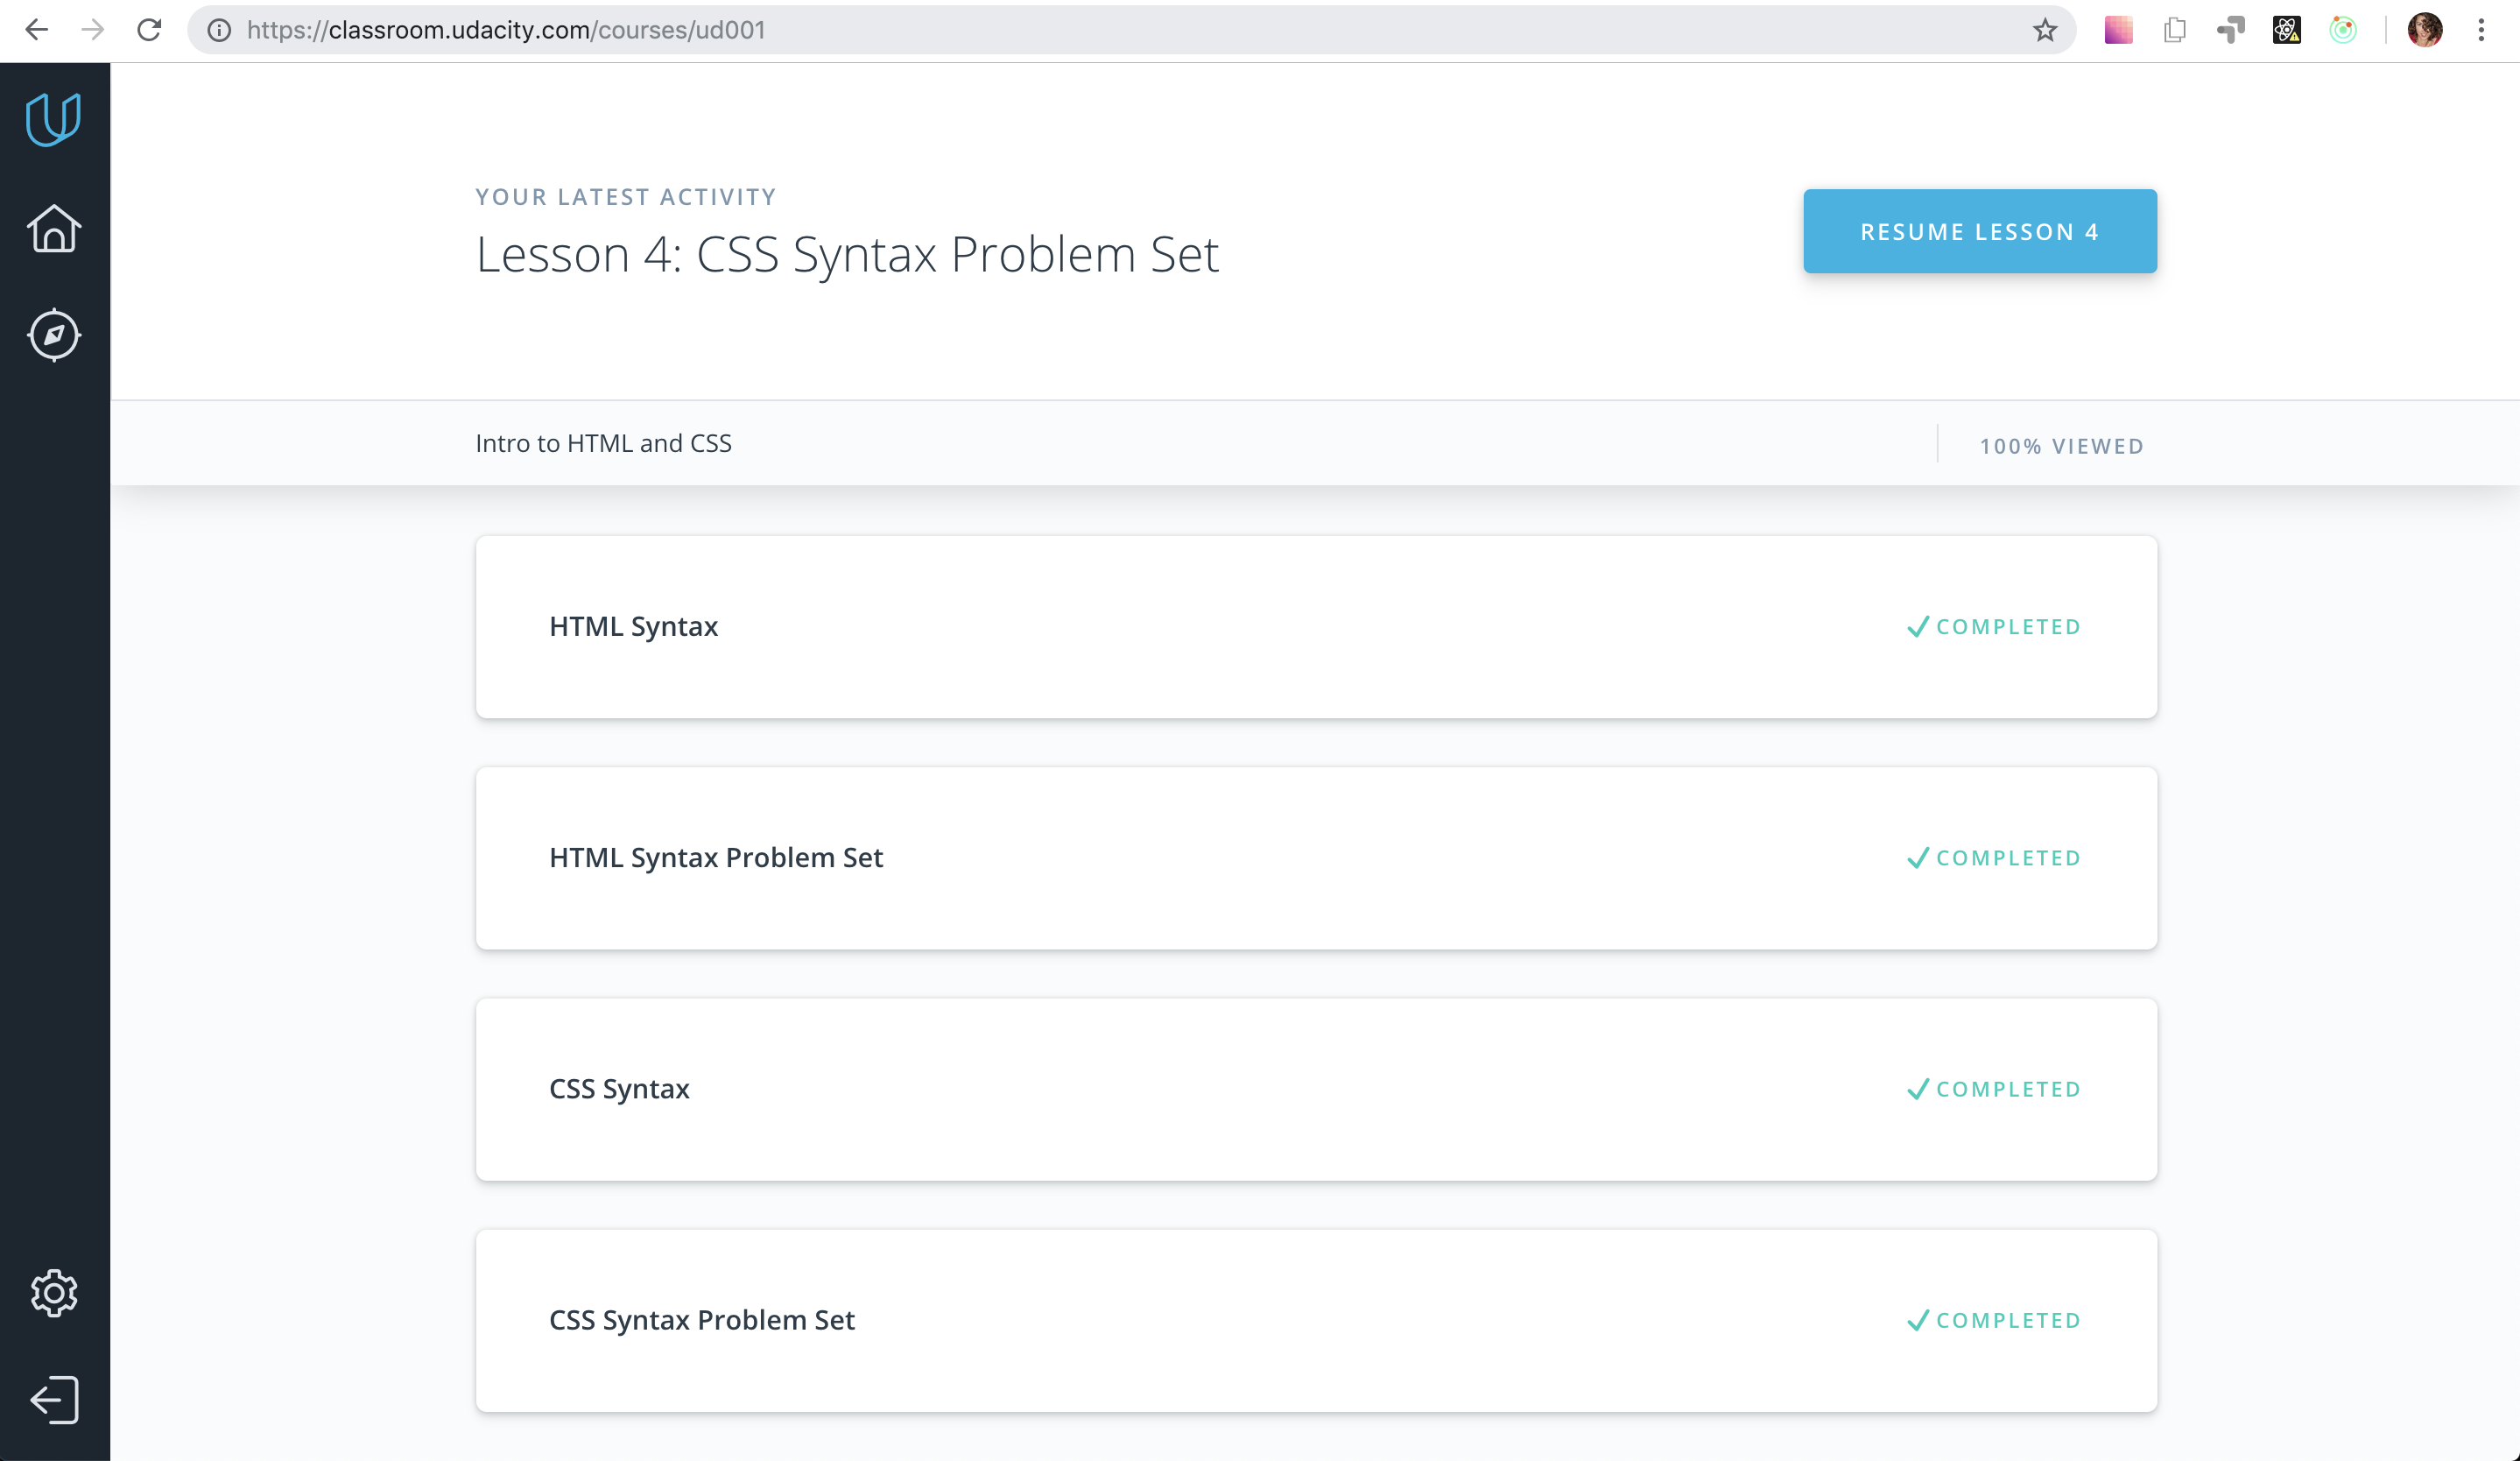 https://classroom.udacity.com/courses/ud001
YOUR LATEST ACTIVITY
Lesson 4: CSS Syntax Problem Set
RESUME LESSON 4
Intro to HTML and CSS
100% VIEWED
HTML Syntax
COMPLETED
HTML Syntax Problem Set
COMPLETED
CSS Syntax
COMPLETED
CSS Syntax Problem Set
COMPLETED